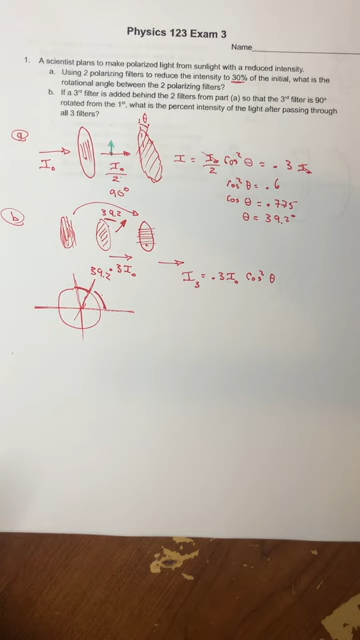 Physics 123 Exam 3
Name
1. A scientist plans to make polarized light from sunlight with a reduced intensity.
a. Using 2 polarizing filters to reduce the intensity to 30% of the initial, what is the
rotational angle between the 2 polarizing filters?
b. If a 3rd filter is added behind the 2 filters from part (a) so that the 3rd filter is 90°
rotated from the 1st, what is the percent intensity of the light after passing through
all 3 filters?
a
θ
I₀
I₀/2
I = I₀/2 cos² θ = .3 I₀
cos² θ = .6
cos θ = .775
θ = 39.2°
90°
b
39.2
.3 I₀
I₃ = .3 I₀ cos² θ
39.2